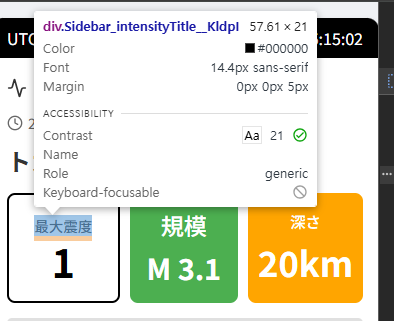 UTC
5:15:02
div.Sidebar_intensityTitle__KldpI 57.61 × 21
Color #000000
Font 14.4px sans-serif
Margin 0px 0px 5px
ACCESSIBILITY
Contrast Aa 21
Name
Role generic
Keyboard-focusable
2
ト
最大震度
1
規模
M 3.1
深さ
20km